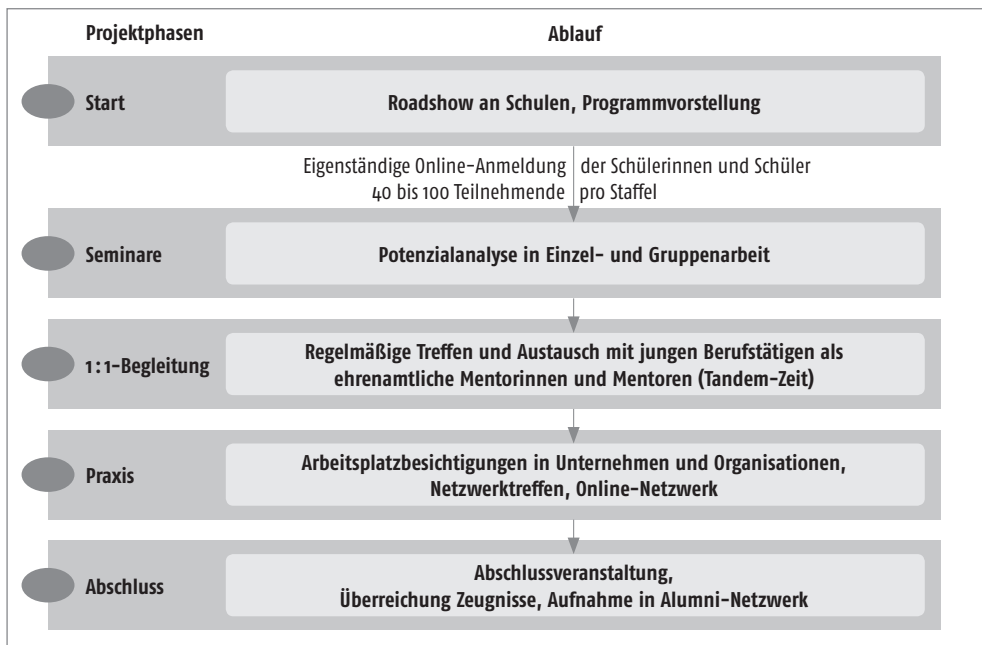 Projektphasen
Ablauf
Start
Roadshow an Schulen, Programmvorstellung
Eigenständige Online-Anmeldung der Schülerinnen und Schüler
40 bis 100 Teilnehmende pro Staffel
Seminare
Potenzialanalyse in Einzel- und Gruppenarbeit
1:1-Begleitung
Regelmäßige Treffen und Austausch mit jungen Berufstätigen als
ehrenamtliche Mentorinnen und Mentoren (Tandem-Zeit)
Praxis
Arbeitsplatzbesichtigungen in Unternehmen und Organisationen,
Netzwerktreffen, Online-Netzwerk
Abschluss
Abschlussveranstaltung,
Überreichung Zeugnisse, Aufnahme in Alumni-Netzwerk